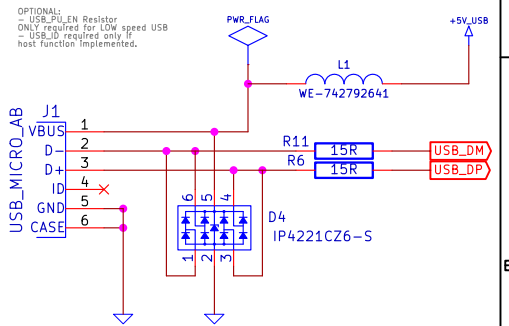 OPTIONAL:
- USB_PU_EN Resistor
ONLY required for LOW speed USB
- USB_ID required only if
host function implemented.
PWR_FLAG
+5V_USB
L1
WE-742792641
J1
USB_MICRO_AB
VBUS 1
D- 2
D+ 3
ID 4
GND 5
CASE 6
R11
15R
USB_DM
R6
15R
USB_DP
6 5 4
D4
IP4221CZ6-S
1 2 3
E